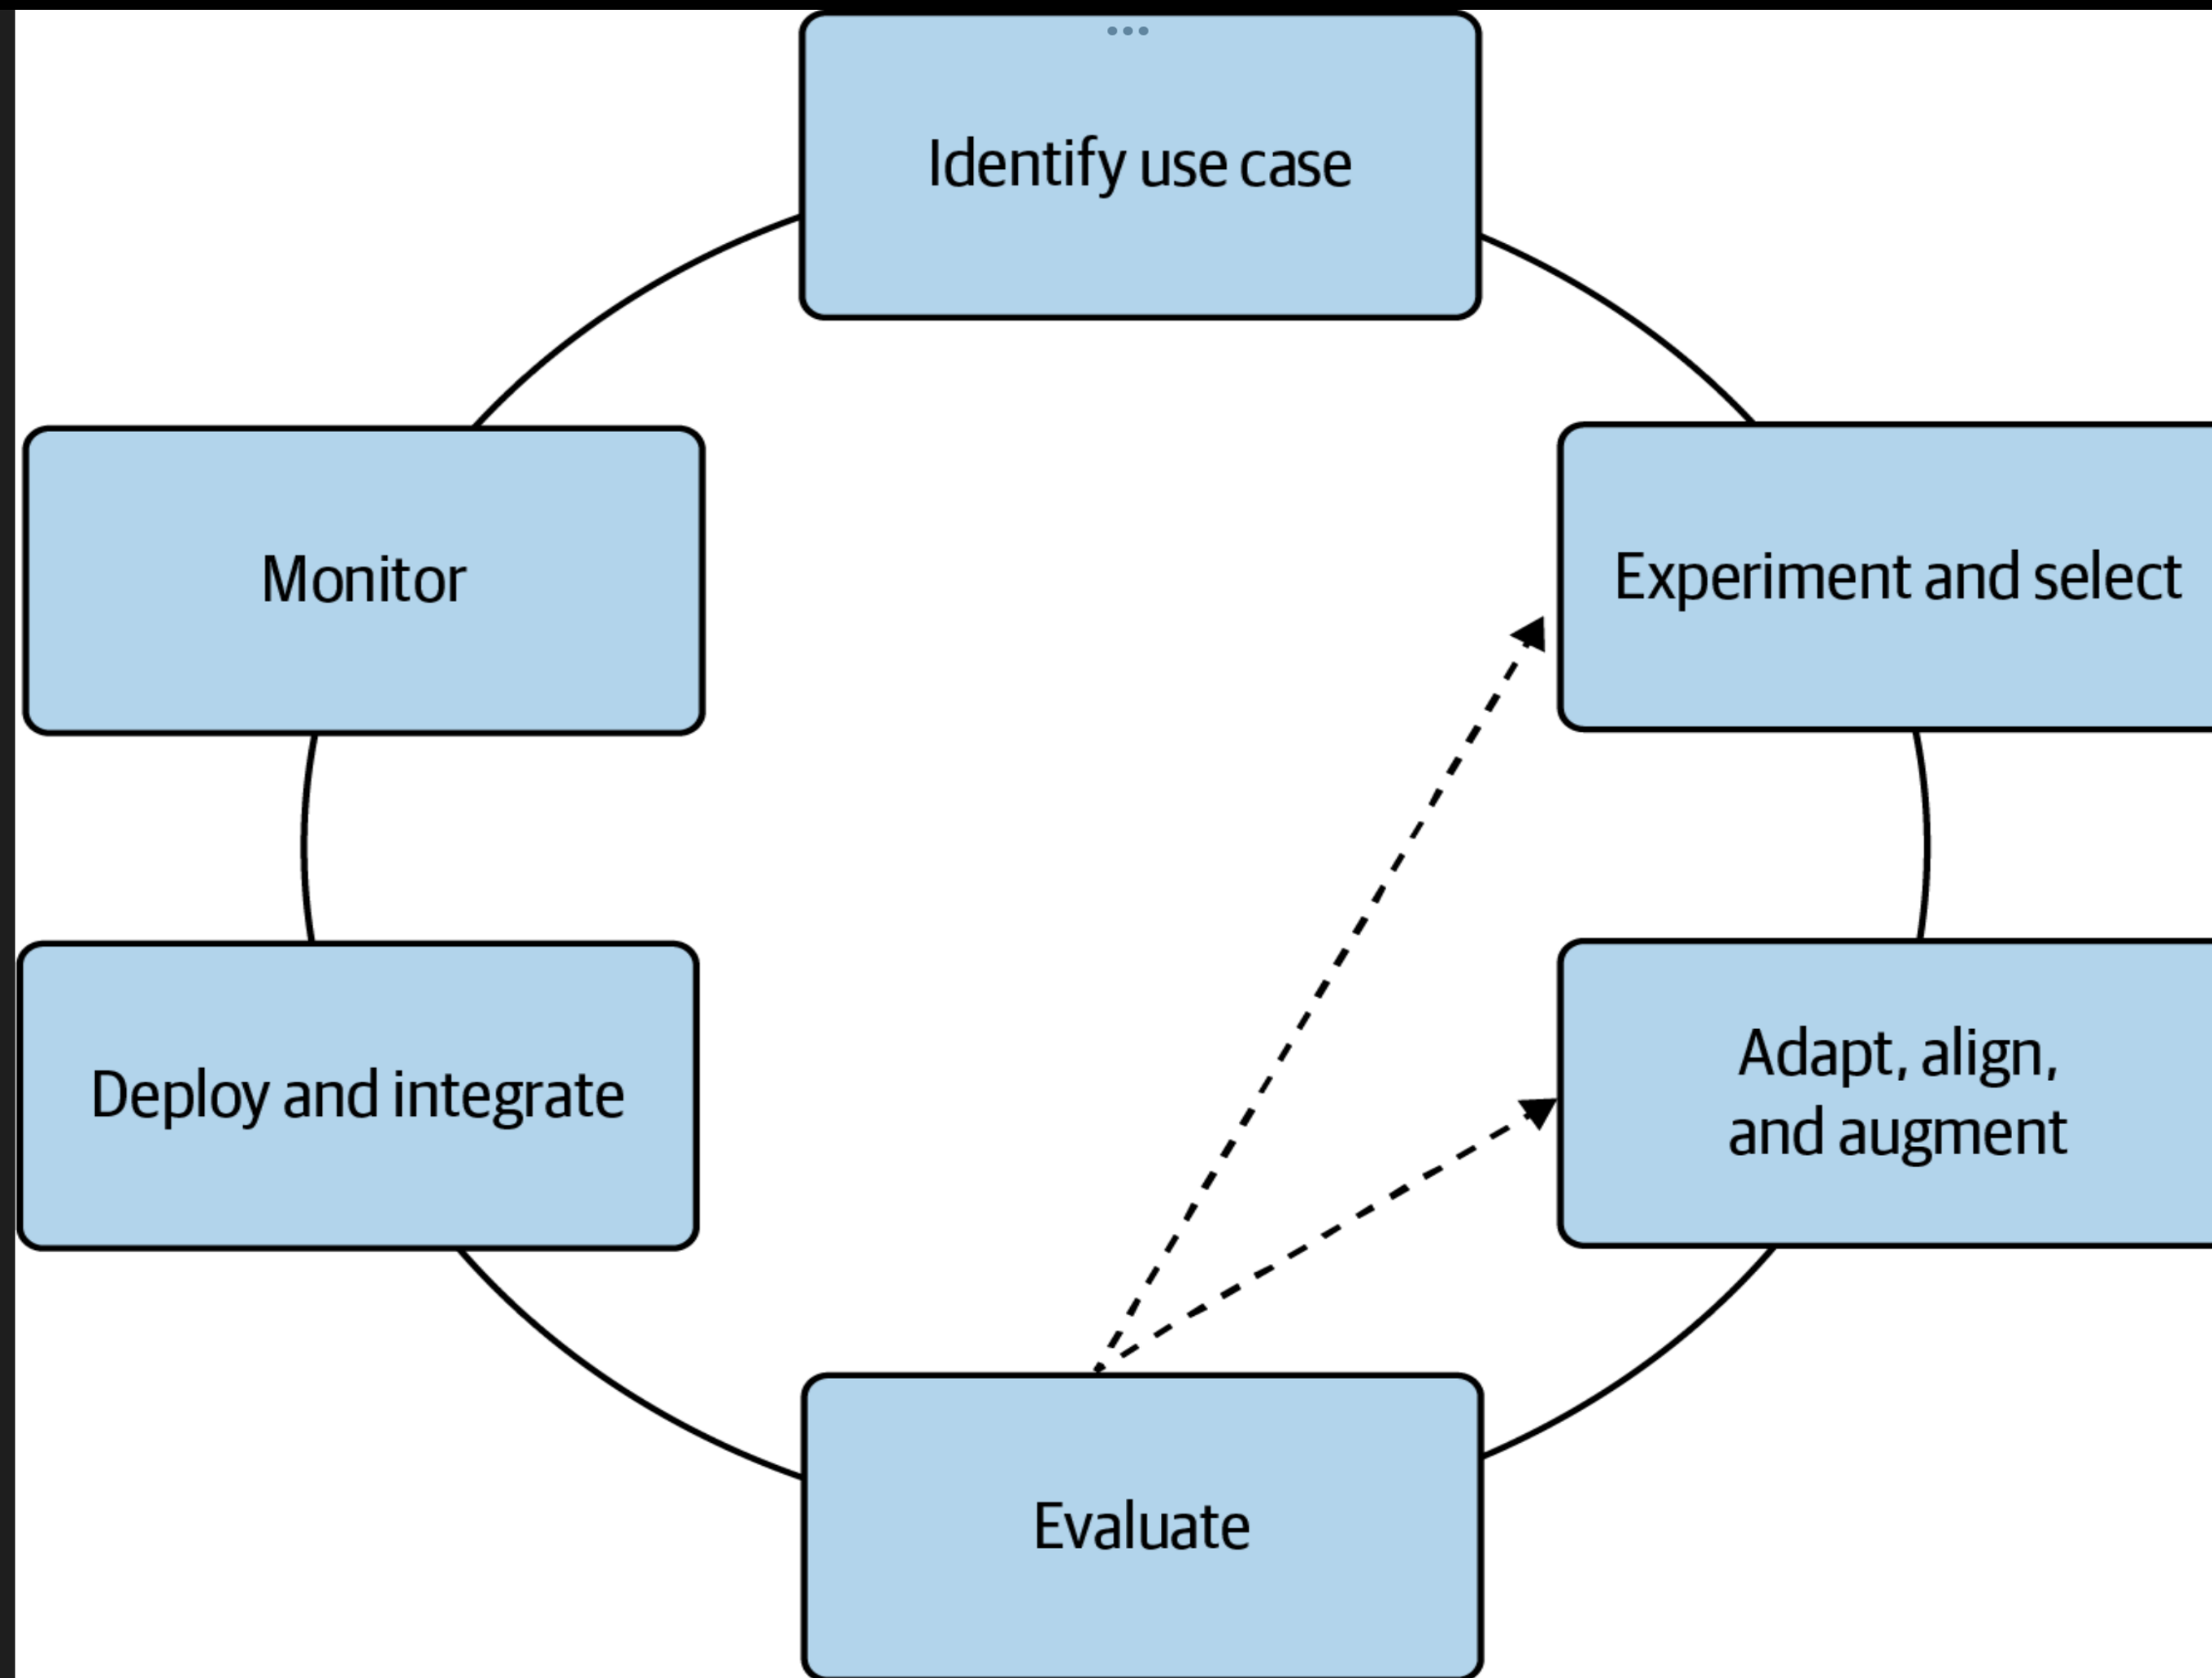 Identify use case
Monitor
Experiment and select
Deploy and integrate
Adapt, align,
and augment
Evaluate